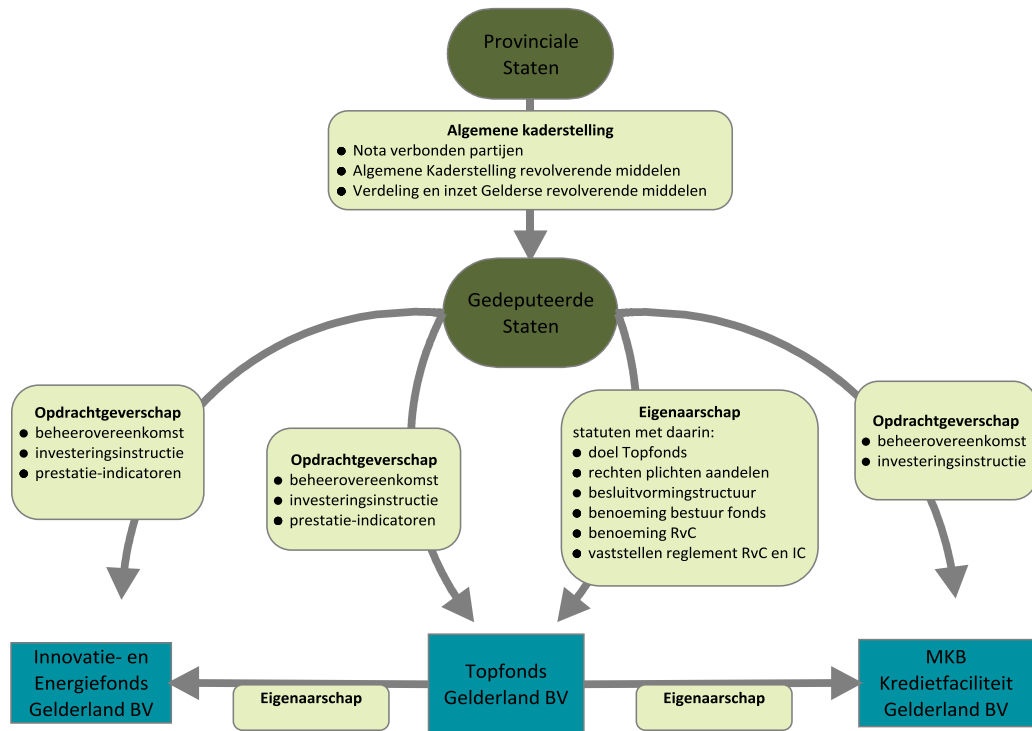 Provinciale
Staten
Algemene kaderstelling
● Nota verbonden partijen
● Algemene Kaderstelling revolverende middelen
● Verdeling en inzet Gelderse revolverende middelen
Gedeputeerde
Staten
Opdrachtgeverschap
● beheerovereenkomst
● investeringsinstructie
● prestatie-indicatoren
Opdrachtgeverschap
● beheerovereenkomst
● investeringsinstructie
● prestatie-indicatoren
Eigenaarschap
statuten met daarin:
● doel Topfonds
● rechten plichten aandelen
● besluitvormingstructuur
● benoeming bestuur fonds
● benoeming RvC
● vaststellen reglement RvC en IC
Opdrachtgeverschap
● beheerovereenkomst
● investeringsinstructie
Innovatie- en
Energiefonds
Gelderland BV
Eigenaarschap
Topfonds
Gelderland BV
Eigenaarschap
MKB
Kredietfaciliteit
Gelderland BV